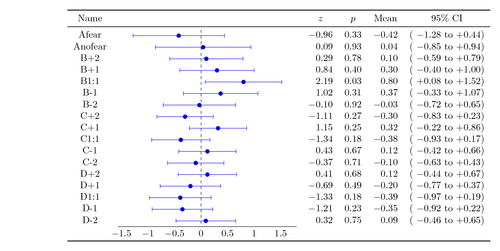 Name z p Mean 95% CI
Afear −0.96 0.33 −0.42 ( −1.28 to +0.44)
Anofear 0.09 0.93 0.04 ( −0.85 to +0.94)
B+2 0.29 0.78 0.10 ( −0.59 to +0.79)
B+1 0.84 0.40 0.30 ( −0.40 to +1.00)
B1:1 2.19 0.03 0.80 ( +0.08 to +1.52)
B-1 1.02 0.31 0.37 ( −0.33 to +1.07)
B-2 −0.10 0.92 −0.03 ( −0.72 to +0.65)
C+2 −1.11 0.27 −0.30 ( −0.83 to +0.23)
C+1 1.15 0.25 0.32 ( −0.22 to +0.86)
C1:1 −1.34 0.18 −0.38 ( −0.93 to +0.17)
C-1 0.43 0.67 0.12 ( −0.42 to +0.66)
C-2 −0.37 0.71 −0.10 ( −0.63 to +0.43)
D+2 0.41 0.68 0.12 ( −0.44 to +0.67)
D+1 −0.69 0.49 −0.20 ( −0.77 to +0.37)
D1:1 −1.33 0.18 −0.39 ( −0.97 to +0.19)
D-1 −1.21 0.23 −0.35 ( −0.92 to +0.22)
D-2 0.32 0.75 0.09 ( −0.46 to +0.65)
−1.5 −1 −0.5 0 0.5 1 1.5